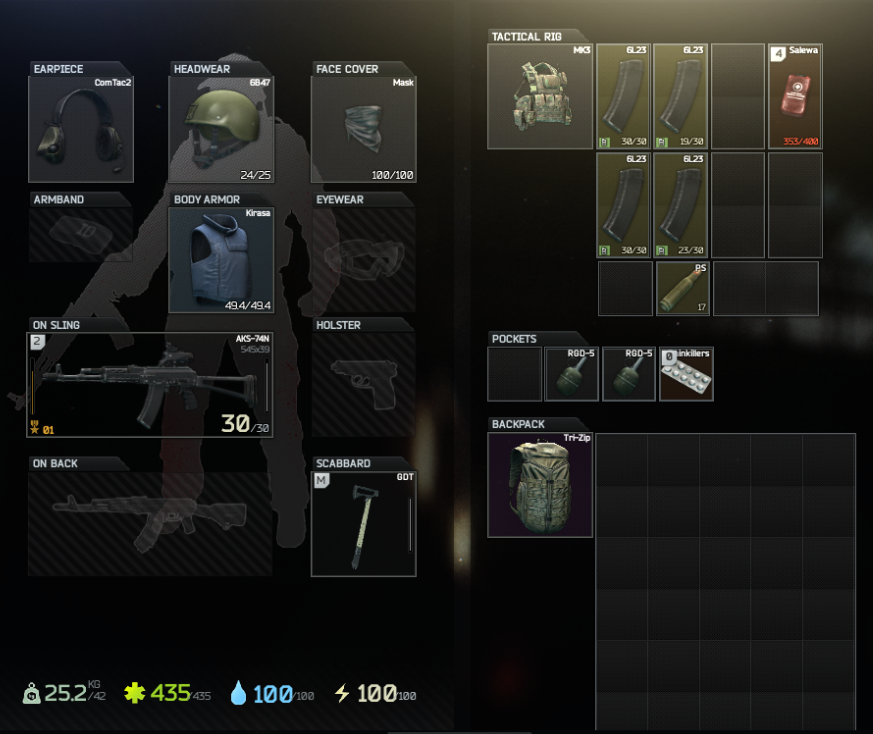 EARPIECE
ComTac2
HEADWEAR
6B47
24/25
FACE COVER
Mask
100/100
ARMBAND
BODY ARMOR
Kirasa
49.4/49.4
EYEWEAR
ON SLING
2
AKS-74N
545x39
01
30/30
HOLSTER
ON BACK
SCABBARD
M
GDT
25.2 KG /42
435/435
100/100
100/100
TACTICAL RIG
MK3
6L23
30/30
6L23
19/30
4
Salewa
353/400
6L23
30/30
6L23
23/30
PS
17
POCKETS
RGD-5
RGD-5
0
inkillers
BACKPACK
Tri-Zip